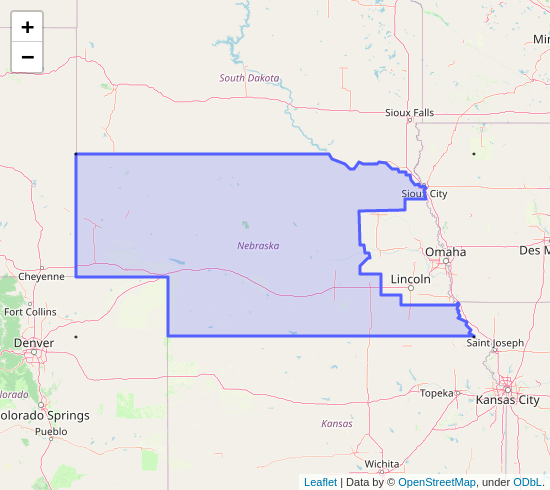 +
−
South Dakota
Min
Sioux Falls
Sioux City
Nebraska
Omaha
Des M
Cheyenne
Lincoln
Fort Collins
Denver
Saint Joseph
olorado
Topeka
Kansas City
olorado Springs
Kansas
Pueblo
Wichita
Leaflet | Data by © OpenStreetMap, under ODbL.